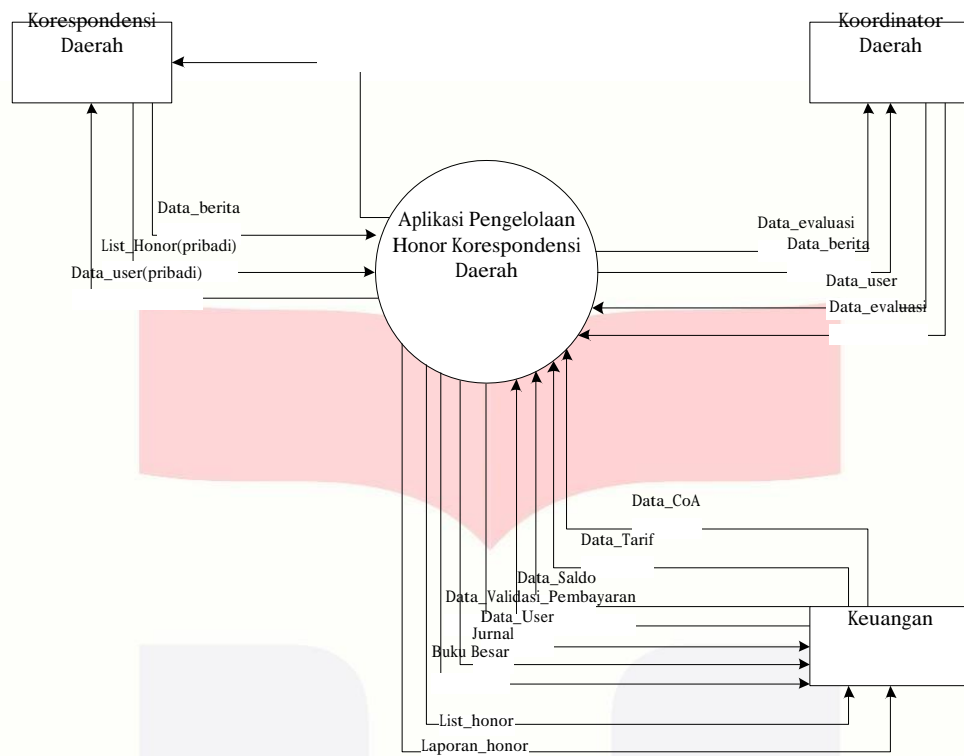 Korespondensi
Daerah
Koordinator
Daerah
Aplikasi Pengelolaan
Honor Korespondensi
Daerah
Data_berita
List_Honor(pribadi)
Data_user(pribadi)
Data_evaluasi
Data_berita
Data_user
Data_evaluasi
Data_CoA
Data_Tarif
Data_Saldo
Data_Validasi_Pembayaran
Data_User
Jurnal
Buku Besar
Keuangan
List_honor
Laporan_honor